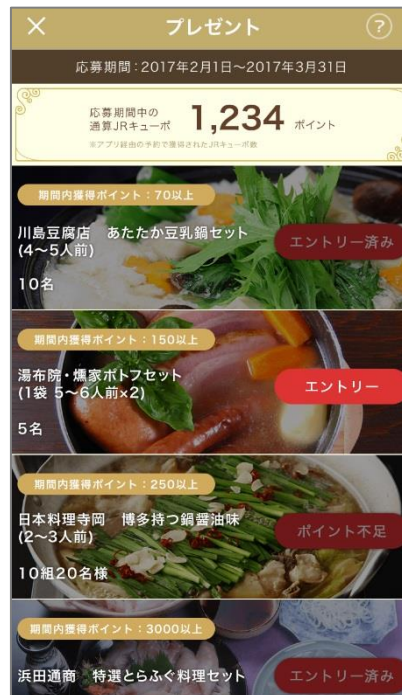 プレゼント
?
応募期間：2017年2月1日～2017年3月31日
応募期間中の
通算JRキューポ 1,234 ポイント
※アプリ経由の予約で獲得されたJRキューポ数
期間内獲得ポイント：70以上
川島豆腐店　あたたか豆乳鍋セット
(4～5人前)
エントリー済み
10名
期間内獲得ポイント：150以上
湯布院・燻家ポトフセット
(1袋 5～6人前×2)
エントリー
5名
期間内獲得ポイント：250以上
日本料理寺岡　博多持つ鍋醤油味
(2～3人前)
ポイント不足
10組20名様
期間内獲得ポイント：3000以上
浜田通商　特選とらふぐ料理セット
エントリー済み